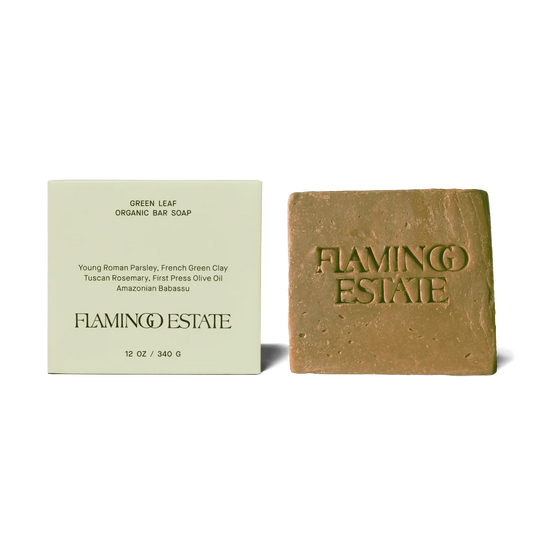 GREEN LEAF
ORGANIC BAR SOAP
Young Roman Parsley, French Green Clay
Tuscan Rosemary, First Press Olive Oil
Amazonian Babassu
FLAMINGO ESTATE
12 OZ / 340 G
FLAMINGO
ESTATE